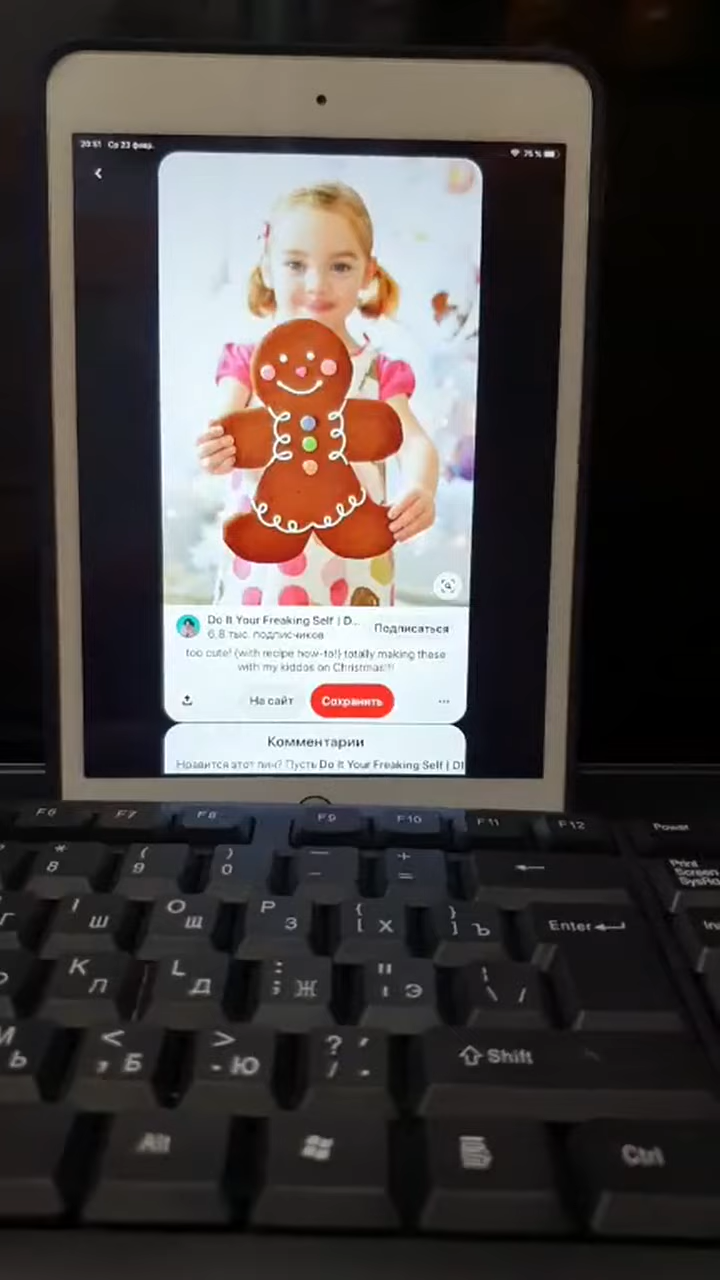 20:51 Ср 23 февр.
75 %
Do It Your Freaking Self | D...
6,8 тыс. подписчиков
Подписаться
too cute! (with recipe how-to!) totally making these
with my kiddos on Christmas!!!
На сайт
Сохранить
Комментарии
Нравится этот пин? Пусть Do It Your Freaking Self | DI
F6 F7 F8 F9 F10 F11 F12 Power
* ( ) — +
8 9 0 - = Print
Screen
SysRq
I O P { }
Г Ш Щ З [ Х ] Ъ Enter
K L : "
Л Д ; Ж ' Э \ /
М < > ? ,
Ь , Б . Ю / . Shift
Alt Ctrl